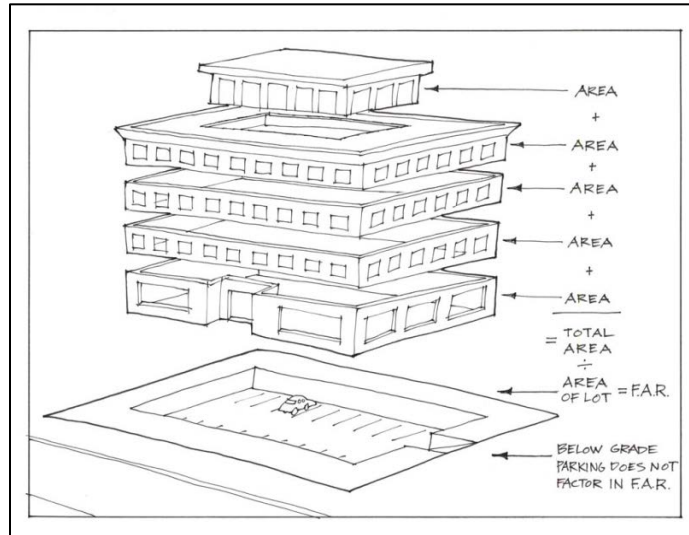 AREA
+
AREA
+
AREA
+
AREA
+
AREA
= TOTAL
AREA
÷
AREA
OF LOT = F.A.R.
BELOW GRADE
PARKING DOES NOT
FACTOR IN F.A.R.